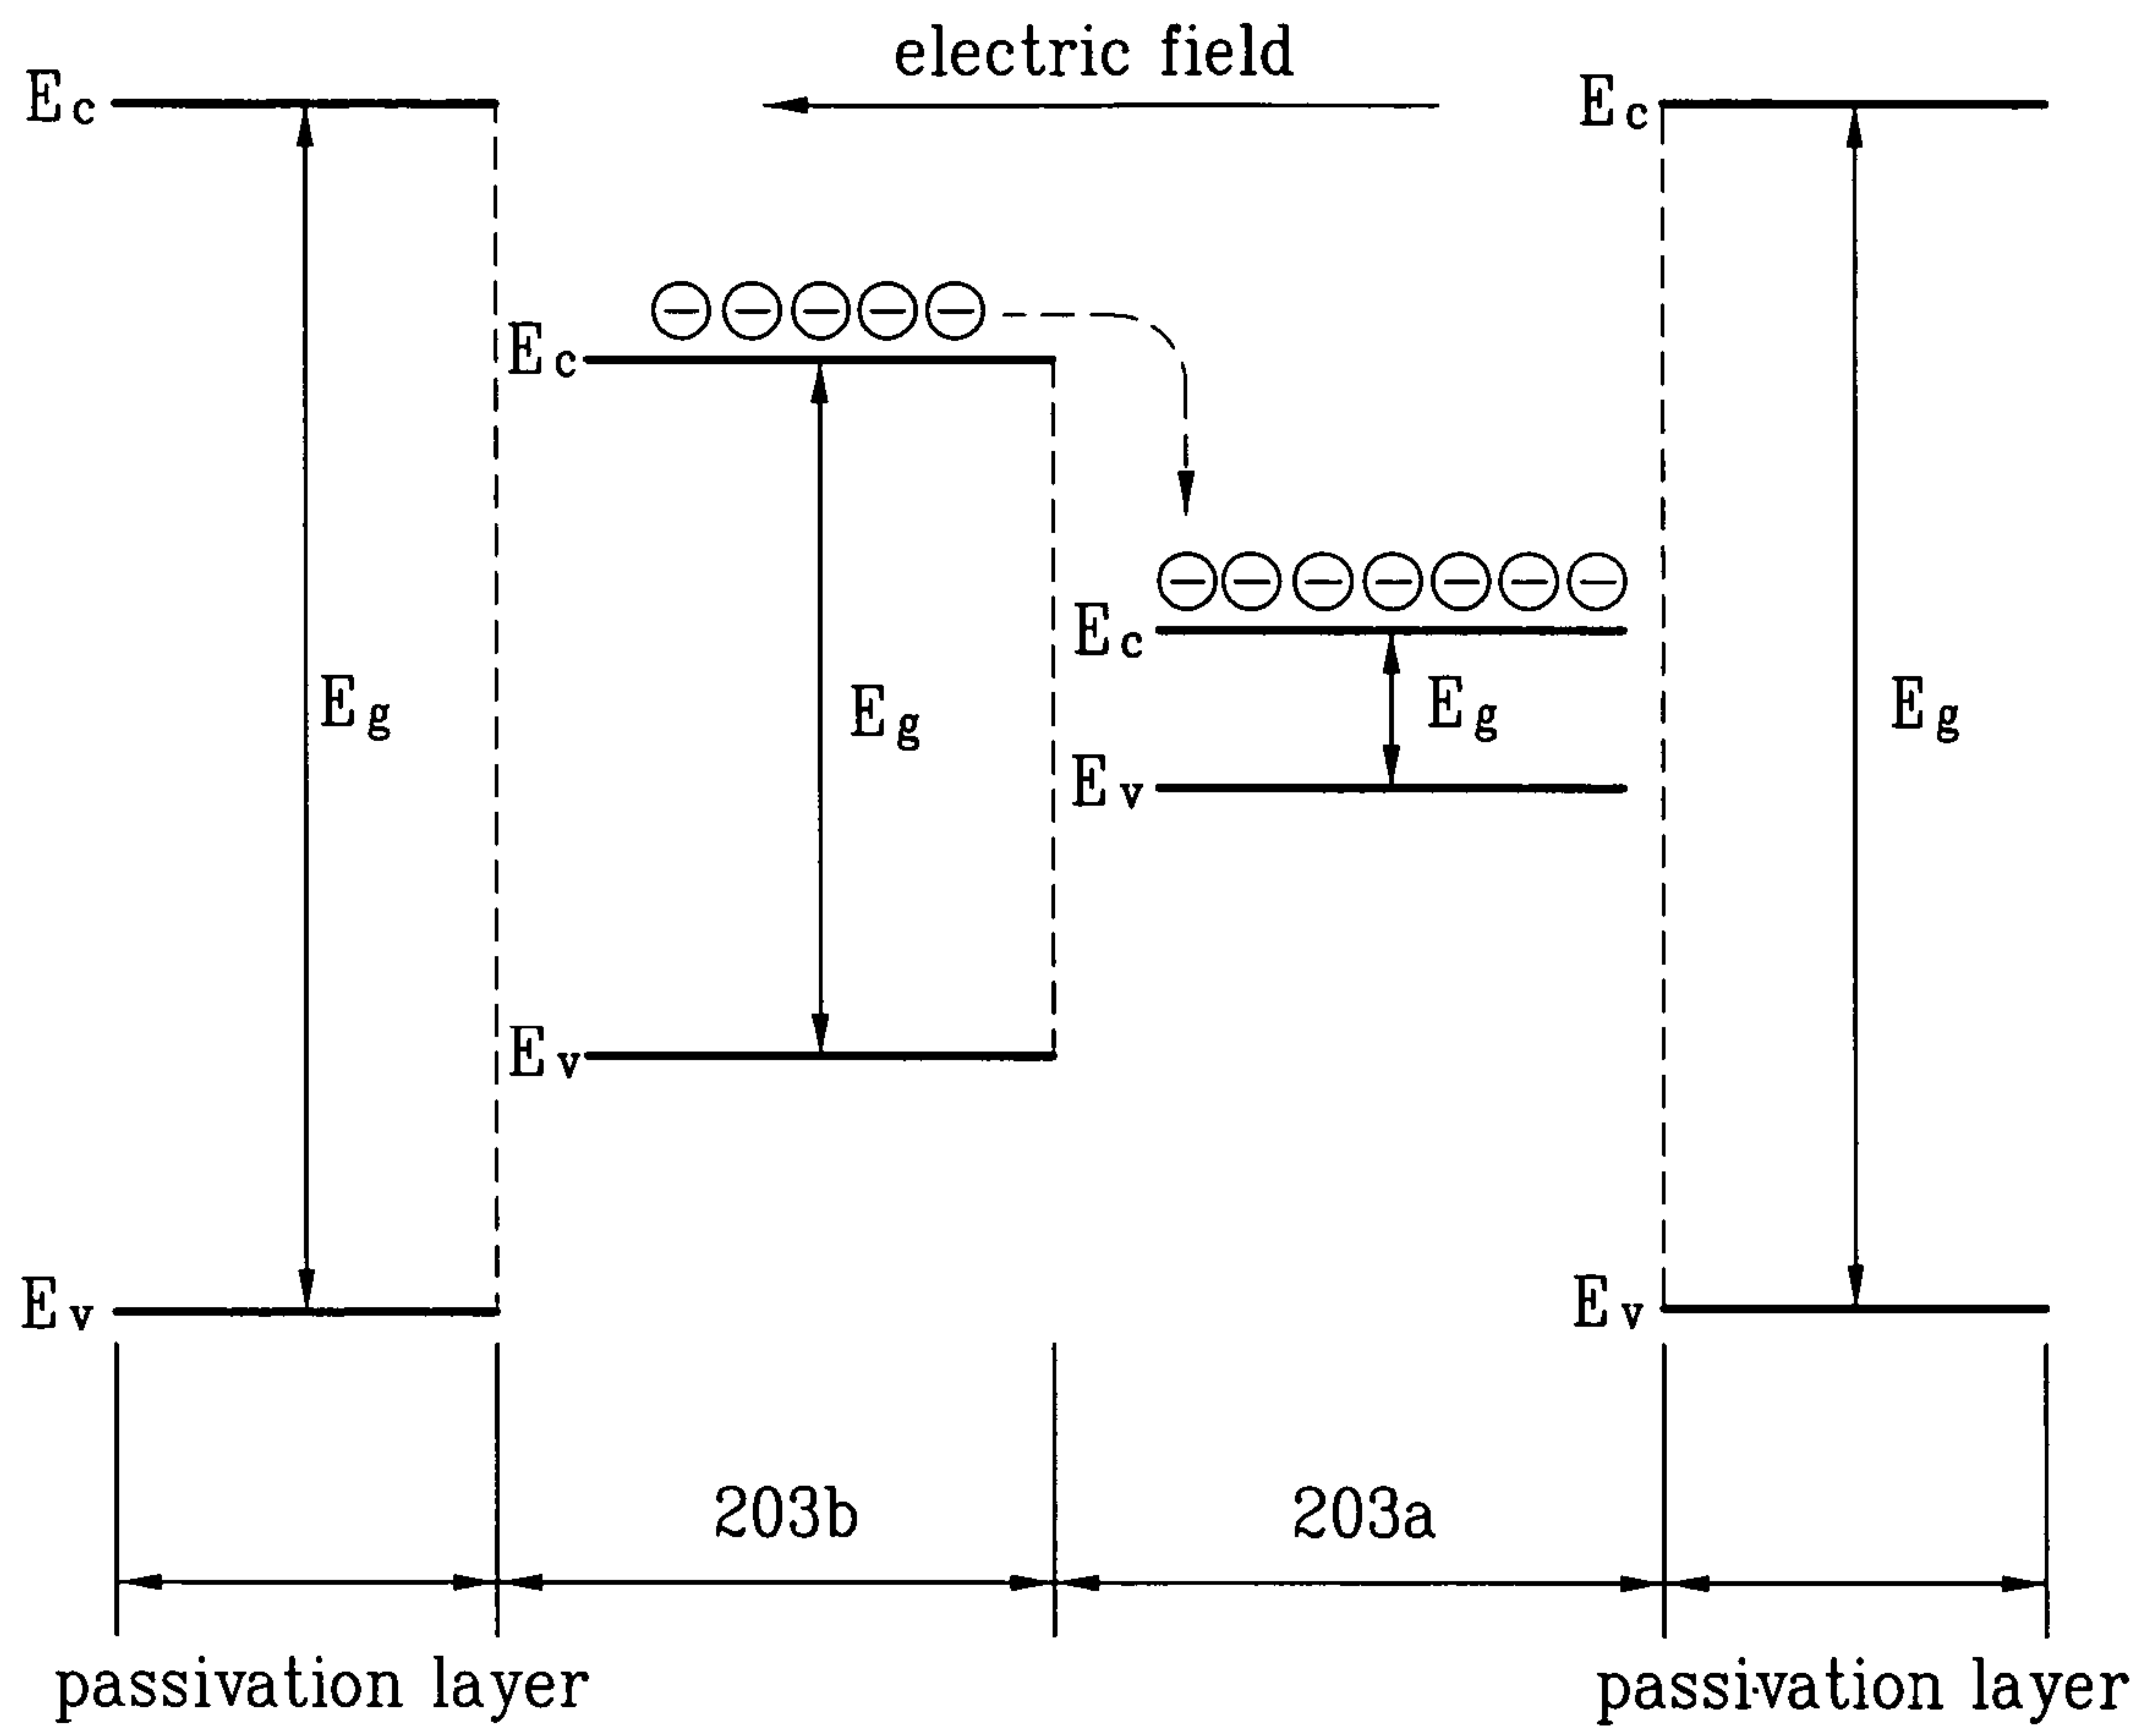 electric field
Ec
Ec
Ec
Ec
Eg
Eg
Eg
Eg
Ev
Ev
Ev
Ev
203b
203a
passivation layer
passivation layer